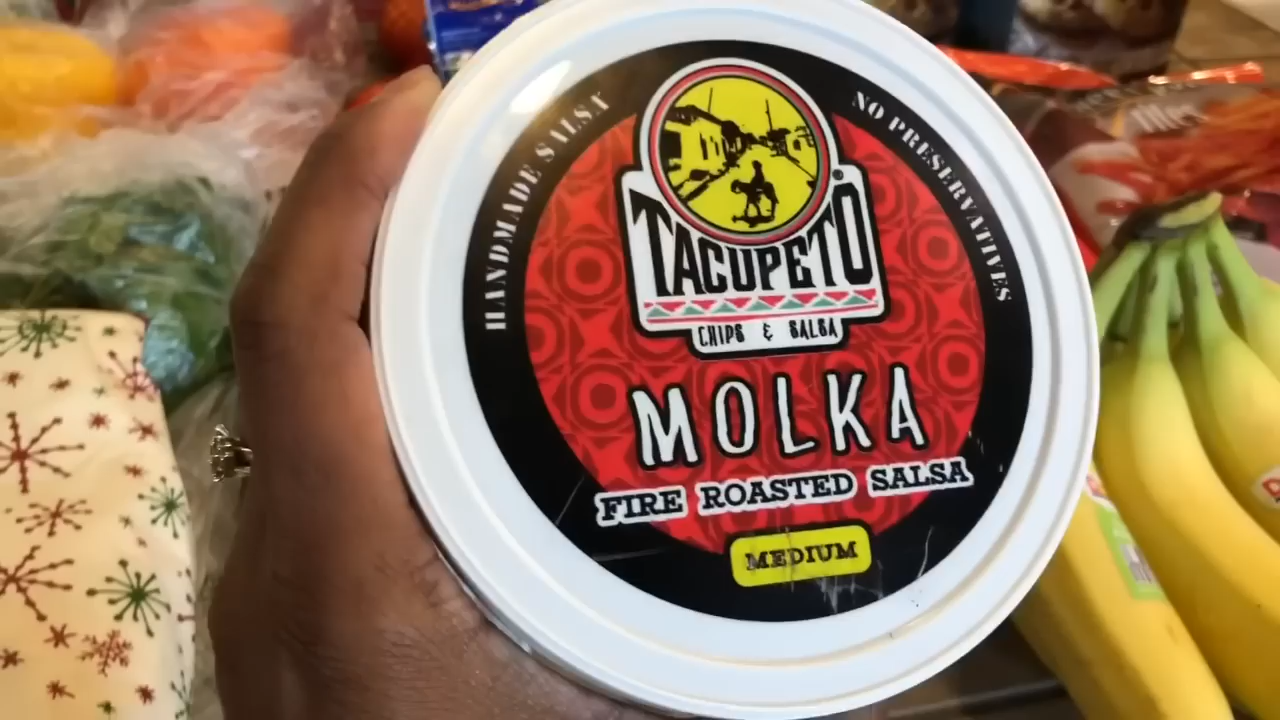 HANDMADE SALSA
NO PRESERVATIVES
TACUPETO
CHIPS & SALSA
MOLKA
FIRE ROASTED SALSA
MEDIUM